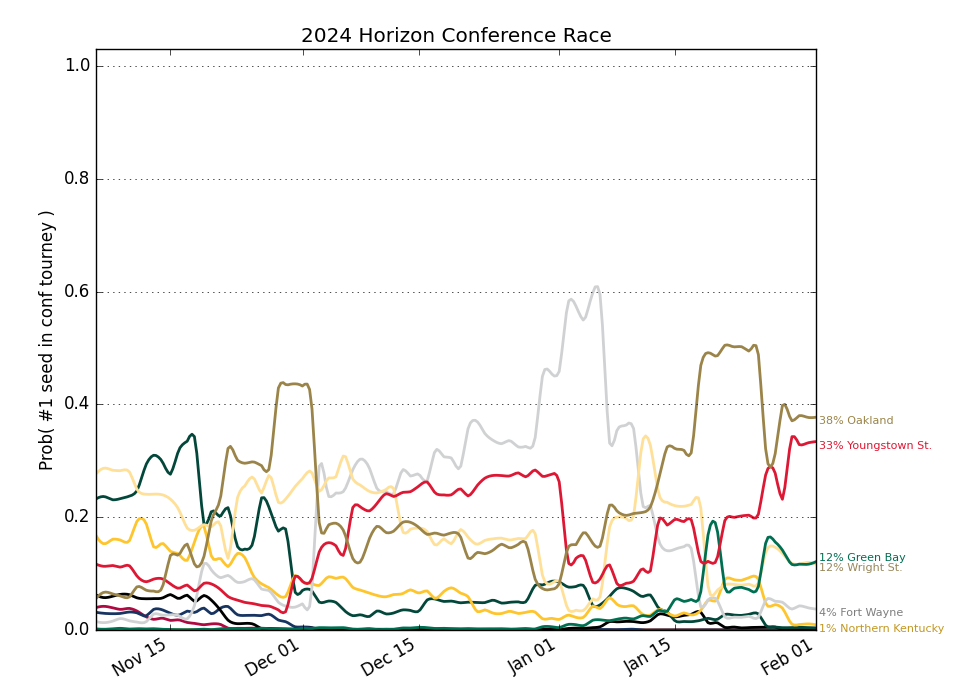 2024 Horizon Conference Race
Prob( #1 seed in conf tourney )
1.0
0.8
0.6
0.4
0.2
0.0
Nov 15
Dec 01
Dec 15
Jan 01
Jan 15
Feb 01
38% Oakland
33% Youngstown St.
12% Green Bay
12% Wright St.
4% Fort Wayne
1% Northern Kentucky